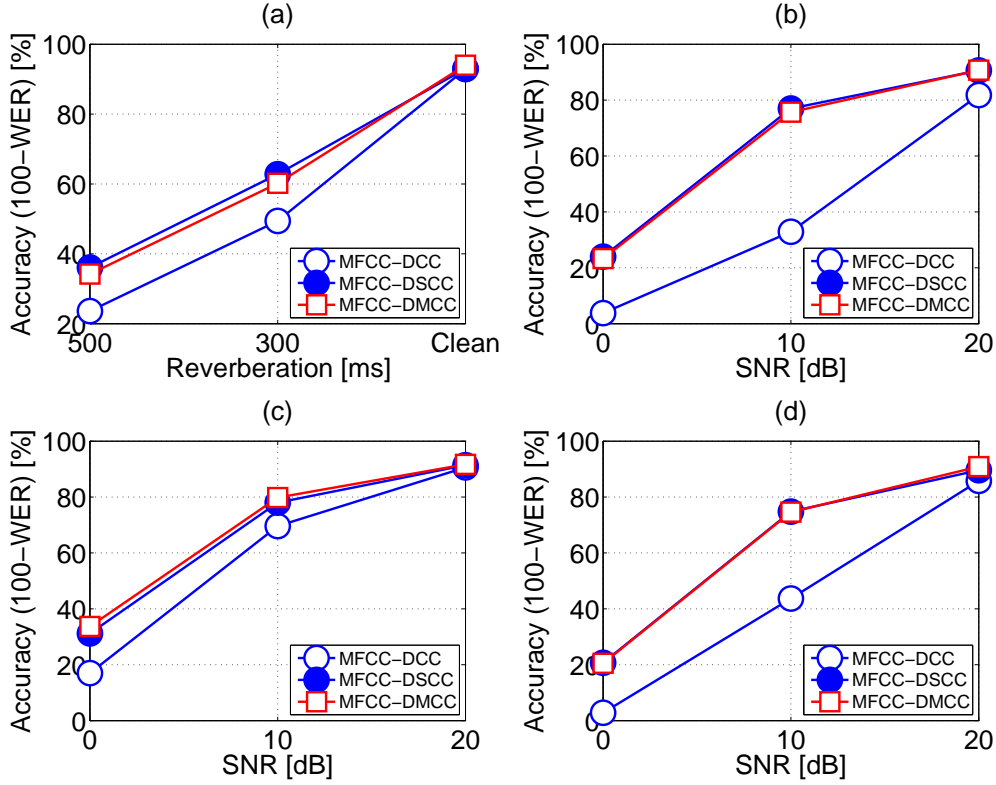 (a)
Accuracy (100−WER) [%]
100
80
60
40
20
500
300
Clean
Reverberation [ms]
MFCC−DCC
MFCC−DSCC
MFCC−DMCC
(b)
Accuracy (100−WER) [%]
100
80
60
40
20
0
0
10
20
SNR [dB]
MFCC−DCC
MFCC−DSCC
MFCC−DMCC
(c)
Accuracy (100−WER) [%]
100
80
60
40
20
0
0
10
20
SNR [dB]
MFCC−DCC
MFCC−DSCC
MFCC−DMCC
(d)
Accuracy (100−WER) [%]
100
80
60
40
20
0
0
10
20
SNR [dB]
MFCC−DCC
MFCC−DSCC
MFCC−DMCC